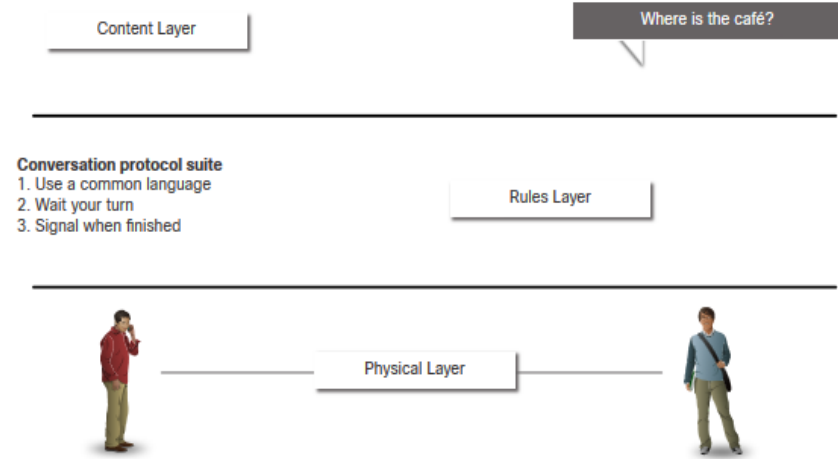 Content Layer
Where is the café?
Conversation protocol suite
1. Use a common language
2. Wait your turn
3. Signal when finished
Rules Layer
Physical Layer